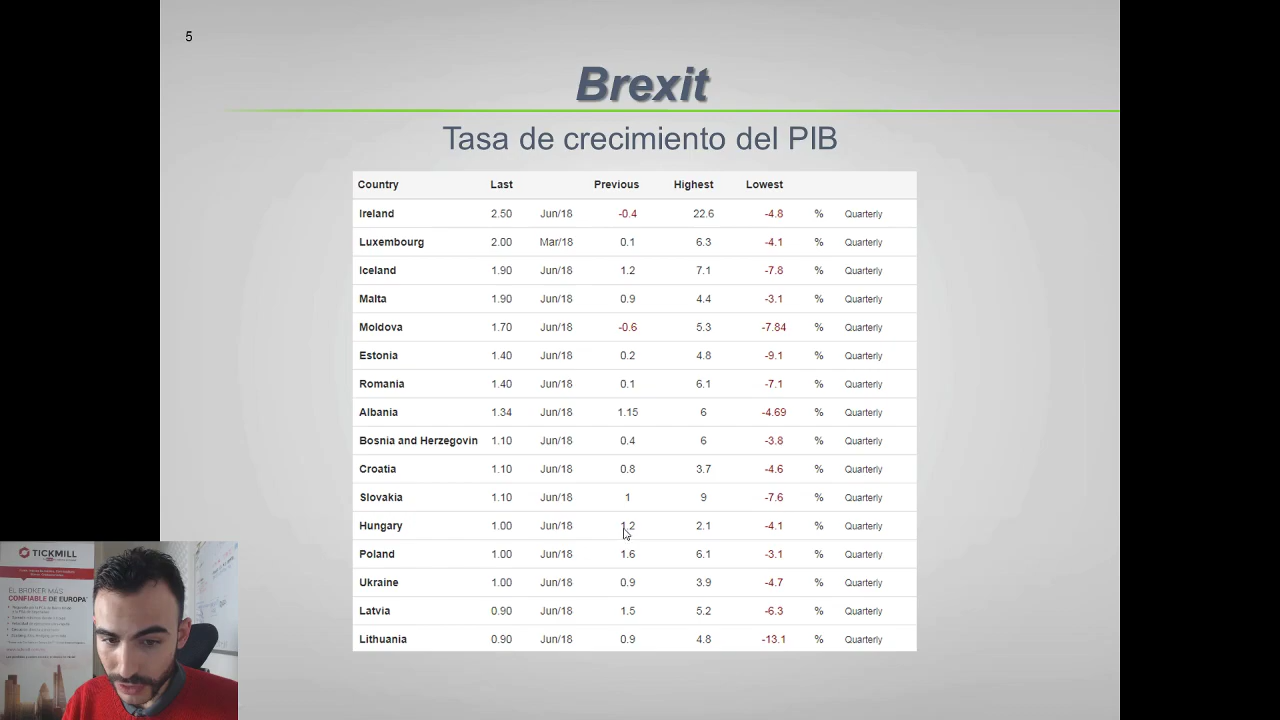 5
Brexit
Tasa de crecimiento del PIB
Country Last Previous Highest Lowest
Ireland 2.50 Jun/18 -0.4 22.6 -4.8 % Quarterly
Luxembourg 2.00 Mar/18 0.1 6.3 -4.1 % Quarterly
Iceland 1.90 Jun/18 1.2 7.1 -7.8 % Quarterly
Malta 1.90 Jun/18 0.9 4.4 -3.1 % Quarterly
Moldova 1.70 Jun/18 -0.6 5.3 -7.84 % Quarterly
Estonia 1.40 Jun/18 0.2 4.8 -9.1 % Quarterly
Romania 1.40 Jun/18 0.1 6.1 -7.1 % Quarterly
Albania 1.34 Jun/18 1.15 6 -4.69 % Quarterly
Bosnia and Herzegovin 1.10 Jun/18 0.4 6 -3.8 % Quarterly
Croatia 1.10 Jun/18 0.8 3.7 -4.6 % Quarterly
Slovakia 1.10 Jun/18 1 9 -7.6 % Quarterly
Hungary 1.00 Jun/18 1.2 2.1 -4.1 % Quarterly
Poland 1.00 Jun/18 1.6 6.1 -3.1 % Quarterly
Ukraine 1.00 Jun/18 0.9 3.9 -4.7 % Quarterly
Latvia 0.90 Jun/18 1.5 5.2 -6.3 % Quarterly
Lithuania 0.90 Jun/18 0.9 4.8 -13.1 % Quarterly
TICKMILL
EL BROKER MÁS
CONFIABLE DE EUROPA*